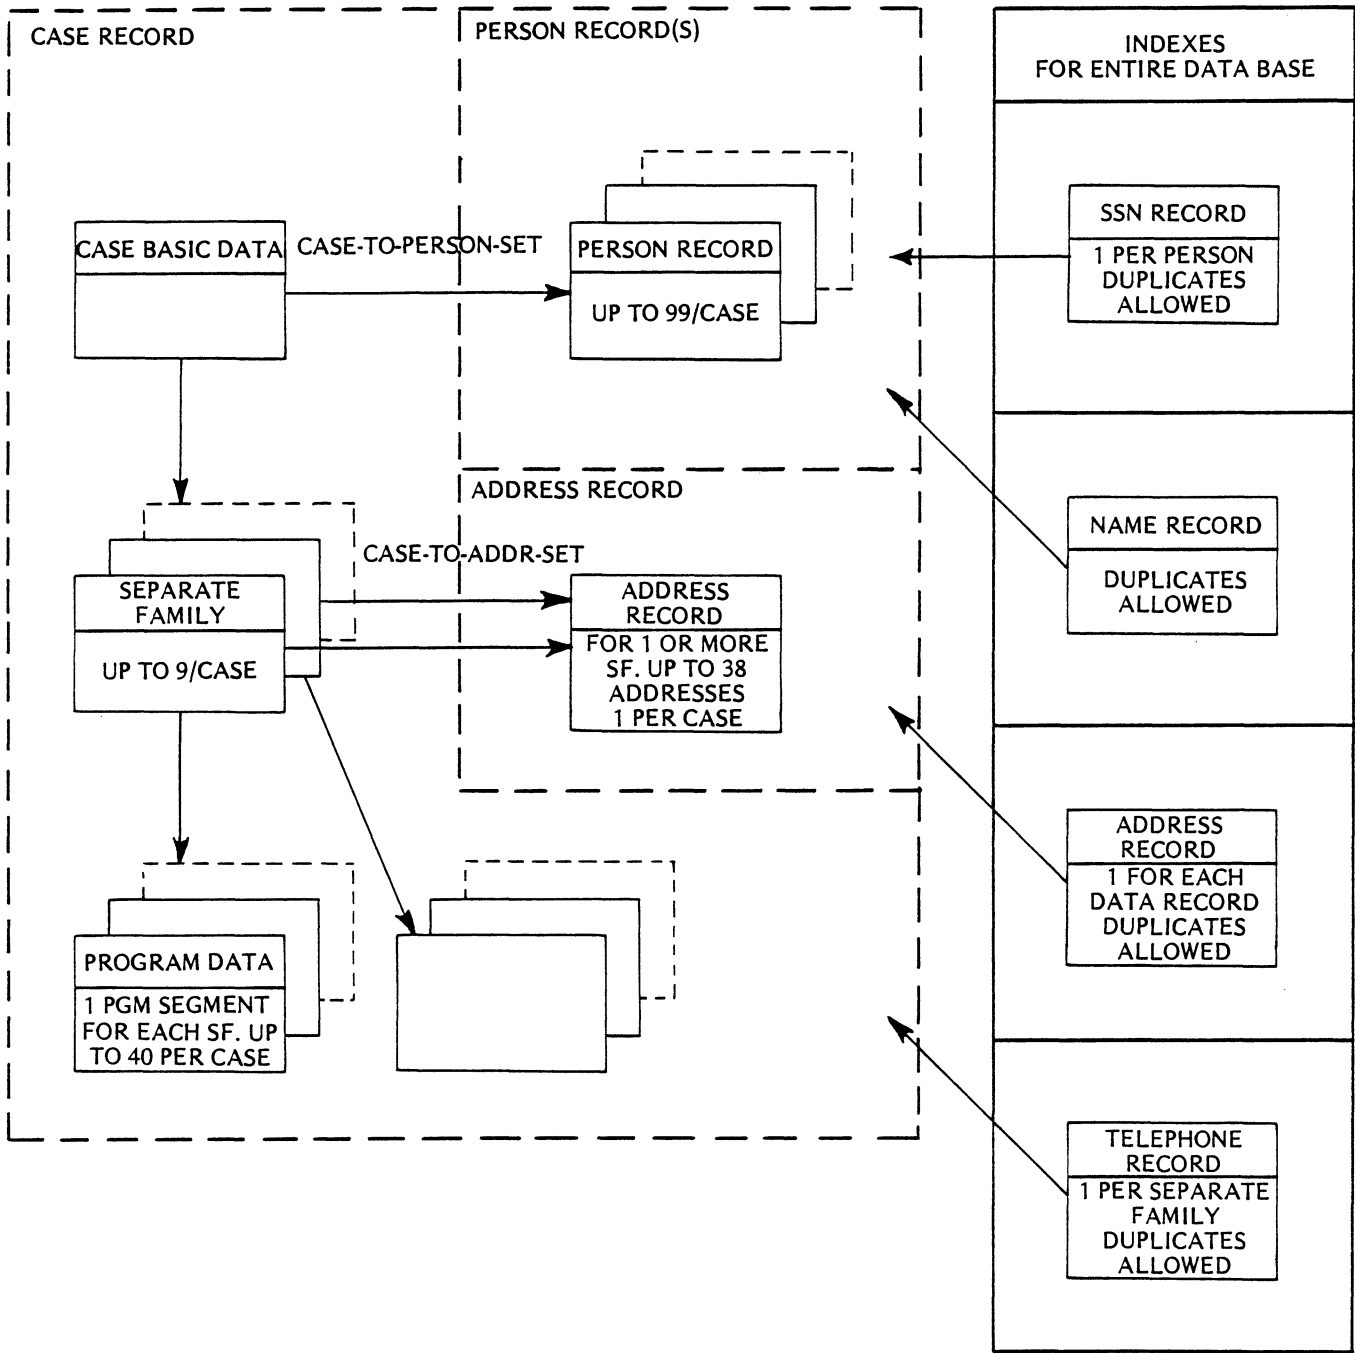 CASE RECORD
PERSON RECORD(S)
INDEXES
FOR ENTIRE DATA BASE
CASE BASIC DATA
CASE-TO-PERSON-SET
PERSON RECORD
UP TO 99/CASE
SSN RECORD
1 PER PERSON
DUPLICATES
ALLOWED
ADDRESS RECORD
NAME RECORD
DUPLICATES
ALLOWED
CASE-TO-ADDR-SET
SEPARATE
FAMILY
UP TO 9/CASE
ADDRESS
RECORD
FOR 1 OR MORE
SF. UP TO 38
ADDRESSES
1 PER CASE
ADDRESS
RECORD
1 FOR EACH
DATA RECORD
DUPLICATES
ALLOWED
PROGRAM DATA
1 PGM SEGMENT
FOR EACH SF. UP
TO 40 PER CASE
TELEPHONE
RECORD
1 PER SEPARATE
FAMILY
DUPLICATES
ALLOWED